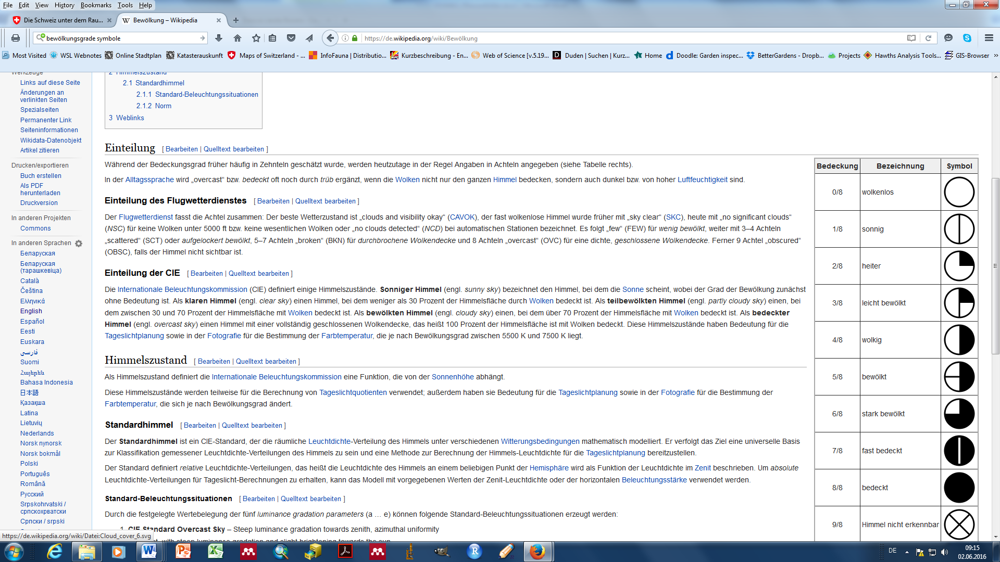 File Edit View History Bookmarks Tools Help
Die Schweiz unter dem Rau... Bewölkung – Wikipedia
bewölkungsgrade symbole https://de.wikipedia.org/wiki/Bewölkung
Most Visited WSL Webnotes Online Stadtplan Katasterauskunft Maps of Switzerland - ... InfoFauna | Distributio... Kurzbeschreibung - En... Web of Science [v.5.19... Duden | Suchen | Kurz... Home Doodle: Garden inspec... BetterGardens - Dropb... Projects Hawths Analysis Tools... GIS-Browser »
Werkzeuge
Links auf diese Seite
Änderungen an
verlinkten Seiten
Spezialseiten
Permanenter Link
Seiteninformationen
Wikidata-Datenobjekt
Artikel zitieren
Drucken/exportieren
Buch erstellen
Als PDF
herunterladen
Druckversion
In anderen Projekten
Commons
In anderen Sprachen
Беларуская
Беларуская
(тарашкевіца)
Català
Čeština
Ελληνικά
English
Español
Eesti
Euskara
فارسی
Suomi
Հայերեն
Bahasa Indonesia
日本語
Қазақша
Latina
Lietuvių
Nederlands
Norsk nynorsk
Norsk bokmål
Polski
Português
Română
Русский
Srpskohrvatski /
српскохрватски
Српски / srpski
2 Himmelszustand
2.1 Standardhimmel
2.1.1 Standard-Beleuchtungssituationen
2.1.2 Norm
3 Weblinks
Einteilung [ Bearbeiten | Quelltext bearbeiten ]
Während der Bedeckungsgrad früher häufig in Zehnteln geschätzt wurde, werden heutzutage in der Regel Angaben in Achteln angegeben (siehe Tabelle rechts).
In der Alltagssprache wird „overcast“ bzw. bedeckt oft noch durch trüb ergänzt, wenn die Wolken nicht nur den ganzen Himmel bedecken, sondern auch dunkel bzw. von hoher Luftfeuchtigkeit sind.
Einteilung des Flugwetterdienstes [ Bearbeiten | Quelltext bearbeiten ]
Der Flugwetterdienst fasst die Achtel zusammen: Der beste Wetterzustand ist „clouds and visibility okay“ (CAVOK), der fast wolkenlose Himmel wurde früher mit „sky clear“ (SKC), heute mit „no significant clouds“
(NSC) für keine Wolken unter 5000 ft bzw. keine wesentlichen Wolken oder „no clouds detected“ (NCD) bei automatischen Stationen bezeichnet. Es folgt „few“ (FEW) für wenig bewölkt, weiter mit 3–4 Achteln
„scattered“ (SCT) oder aufgelockert bewölkt, 5–7 Achteln „broken“ (BKN) für durchbrochene Wolkendecke und 8 Achteln „overcast“ (OVC) für eine dichte, geschlossene Wolkendecke. Ferner 9 Achtel „obscured“
(OBSC), falls der Himmel nicht sichtbar ist.
Einteilung der CIE [ Bearbeiten | Quelltext bearbeiten ]
Die Internationale Beleuchtungskommission (CIE) definiert einige Himmelszustände. Sonniger Himmel (engl. sunny sky) bezeichnet den Himmel, bei dem die Sonne scheint, wobei der Grad der Bewölkung zunächst
ohne Bedeutung ist. Als klaren Himmel (engl. clear sky) einen Himmel, bei dem weniger als 30 Prozent der Himmelsfläche durch Wolken bedeckt ist. Als teilbewölkten Himmel (engl. partly cloudy sky) einen, bei
dem zwischen 30 und 70 Prozent der Himmelsfläche mit Wolken bedeckt ist. Als bewölkten Himmel (engl. cloudy sky) einen, bei dem über 70 Prozent der Himmelsfläche mit Wolken bedeckt ist. Als bedeckter
Himmel (engl. overcast sky) einen Himmel mit einer vollständig geschlossenen Wolkendecke, das heißt 100 Prozent der Himmelsfläche ist mit Wolken bedeckt. Diese Himmelszustände haben Bedeutung für die
Tageslichtplanung sowie in der Fotografie für die Bestimmung der Farbtemperatur, die je nach Bewölkungsgrad zwischen 5500 K und 7500 K liegt.
Himmelszustand [ Bearbeiten | Quelltext bearbeiten ]
Als Himmelszustand definiert die Internationale Beleuchtungskommission eine Funktion, die von der Sonnenhöhe abhängt.
Diese Himmelszustände werden teilweise für die Berechnung von Tageslichtquotienten verwendet; außerdem haben sie Bedeutung für die Tageslichtplanung sowie in der Fotografie für die Bestimmung der
Farbtemperatur, die sich je nach Bewölkungsgrad ändert.
Standardhimmel [ Bearbeiten | Quelltext bearbeiten ]
Der Standardhimmel ist ein CIE-Standard, der die räumliche Leuchtdichte-Verteilung des Himmels unter verschiedenen Witterungsbedingungen mathematisch modelliert. Er verfolgt das Ziel eine universelle Basis
zur Klassifikation gemessener Leuchtdichte-Verteilungen des Himmels zu sein und eine Methode zur Berechnung der Himmels-Leuchtdichte für die Tageslichtplanung bereitzustellen.
Der Standard definiert relative Leuchtdichte-Verteilungen, das heißt die Leuchtdichte des Himmels an einem beliebigen Punkt der Hemisphäre wird als Funktion der Leuchtdichte im Zenit beschrieben. Um absolute
Leuchtdichte-Verteilungen für Tageslicht-Berechnungen zu erhalten, kann das Modell mit vorgegebenen Werten der Zenit-Leuchtdichte oder der horizontalen Beleuchtungsstärke verwendet werden.
Standard-Beleuchtungssituationen [ Bearbeiten | Quelltext bearbeiten ]
Durch die festgelegte Wertebelegung der fünf luminance gradation parameters (a … e) können folgende Standard-Beleuchtungssituationen erzeugt werden:
1. CIE Standard Overcast Sky – Steep luminance gradation towards zenith, azimuthal uniformity
with steep luminance gradation and slight brightening towards the sun
Bedeckung Bezeichnung Symbol
0/8 wolkenlos
1/8 sonnig
2/8 heiter
3/8 leicht bewölkt
4/8 wolkig
5/8 bewölkt
6/8 stark bewölkt
7/8 fast bedeckt
8/8 bedeckt
9/8 Himmel nicht erkennbar
https://de.wikipedia.org/wiki/Datei:Cloud_cover_6.svg
DE
09:15
02.06.2016